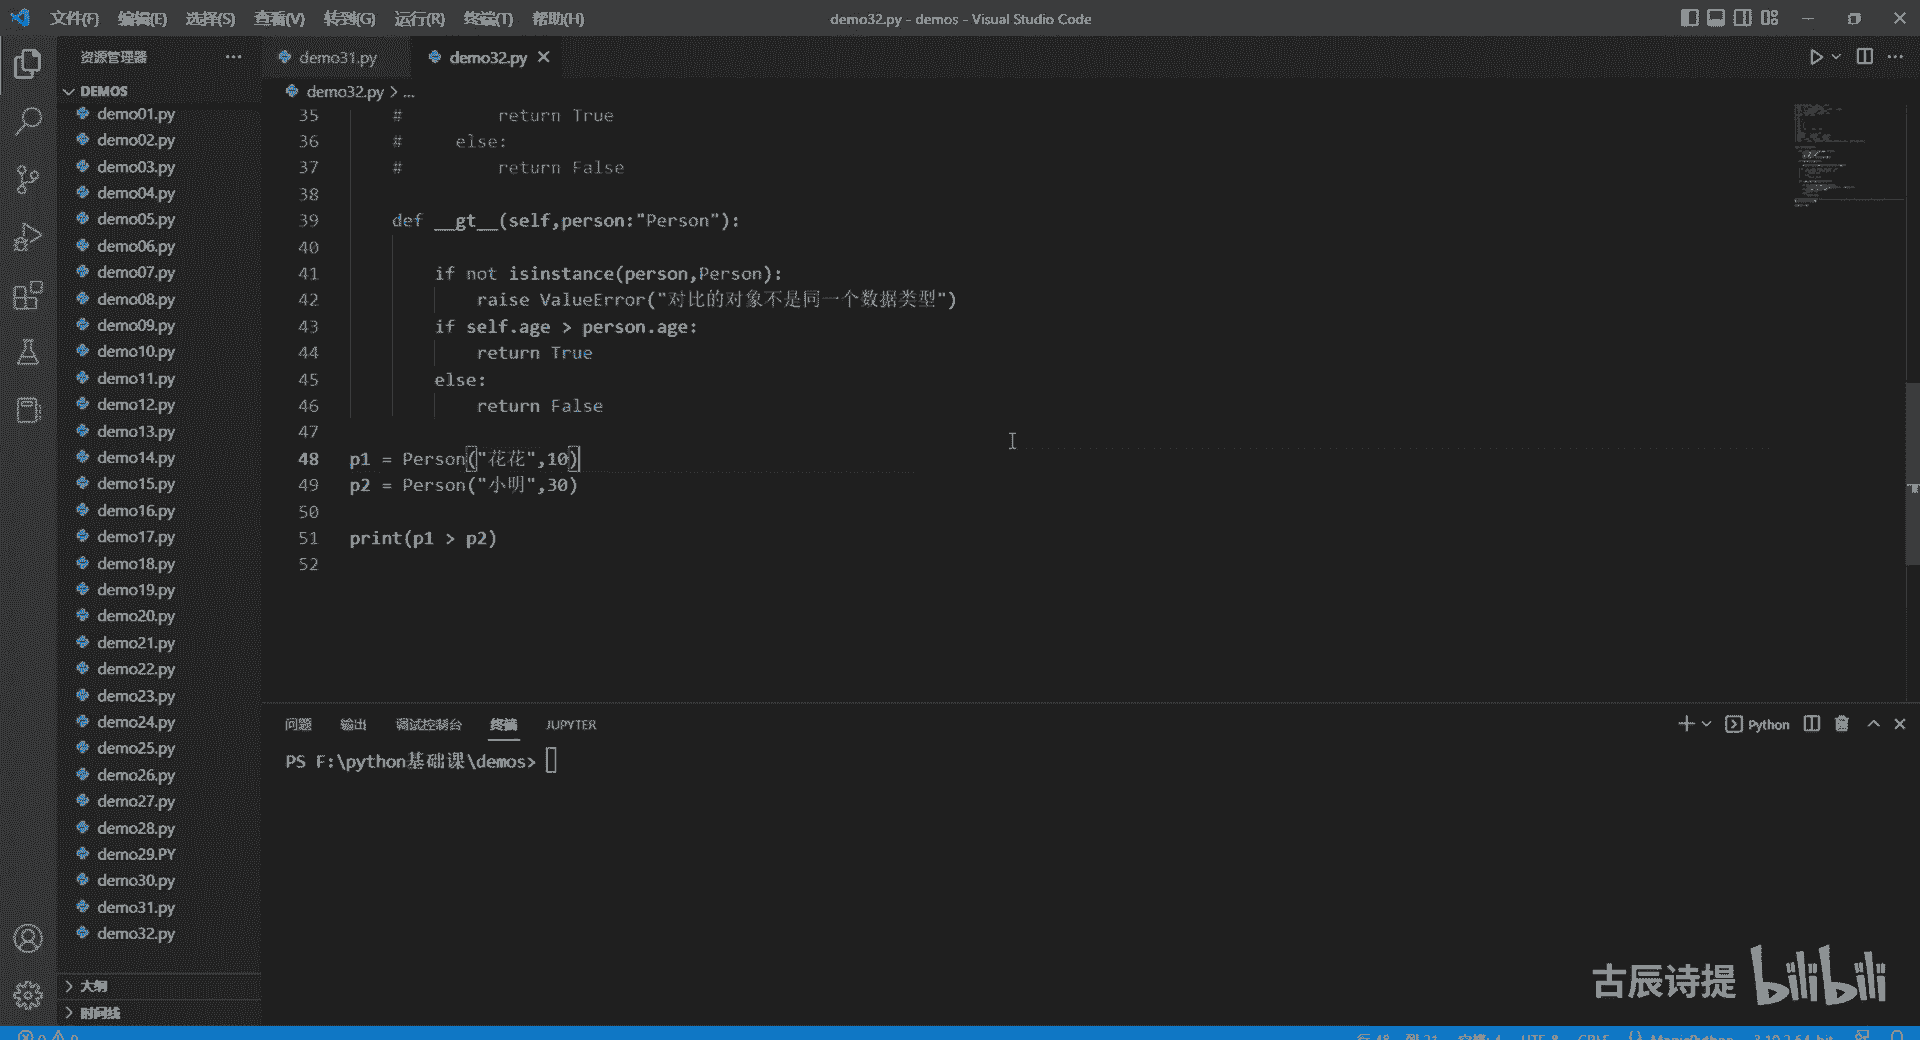 文件(F) 编辑(E) 选择(S) 查看(V) 转到(G) 运行(R) 终端(T) 帮助(H) demo32.py - demos - Visual Studio Code
资源管理器 ··· demo31.py demo32.py
DEMOS
demo32.py > ...
demo01.py
demo02.py
demo03.py
demo04.py
demo05.py
demo06.py
demo07.py
demo08.py
demo09.py
demo10.py
demo11.py
demo12.py
demo13.py
demo14.py
demo15.py
demo16.py
demo17.py
demo18.py
demo19.py
demo20.py
demo21.py
demo22.py
demo23.py
demo24.py
demo25.py
demo26.py
demo27.py
demo28.py
demo29.PY
demo30.py
demo31.py
demo32.py
大纲
时间线
35 # return True
36 # else:
37 # return False
38
39 def __gt__(self,person:"Person"):
40
41 if not isinstance(person,Person):
42 raise ValueError("对比的对象不是同一个数据类型")
43 if self.age > person.age:
44 return True
45 else:
46 return False
47
48 p1 = Person("花花",10)
49 p2 = Person("小明",30)
50
51 print(p1 > p2)
52
问题 输出 调试控制台 终端 JUPYTER Python
PS F:\python基础课\demos>
古辰诗提 bilibili